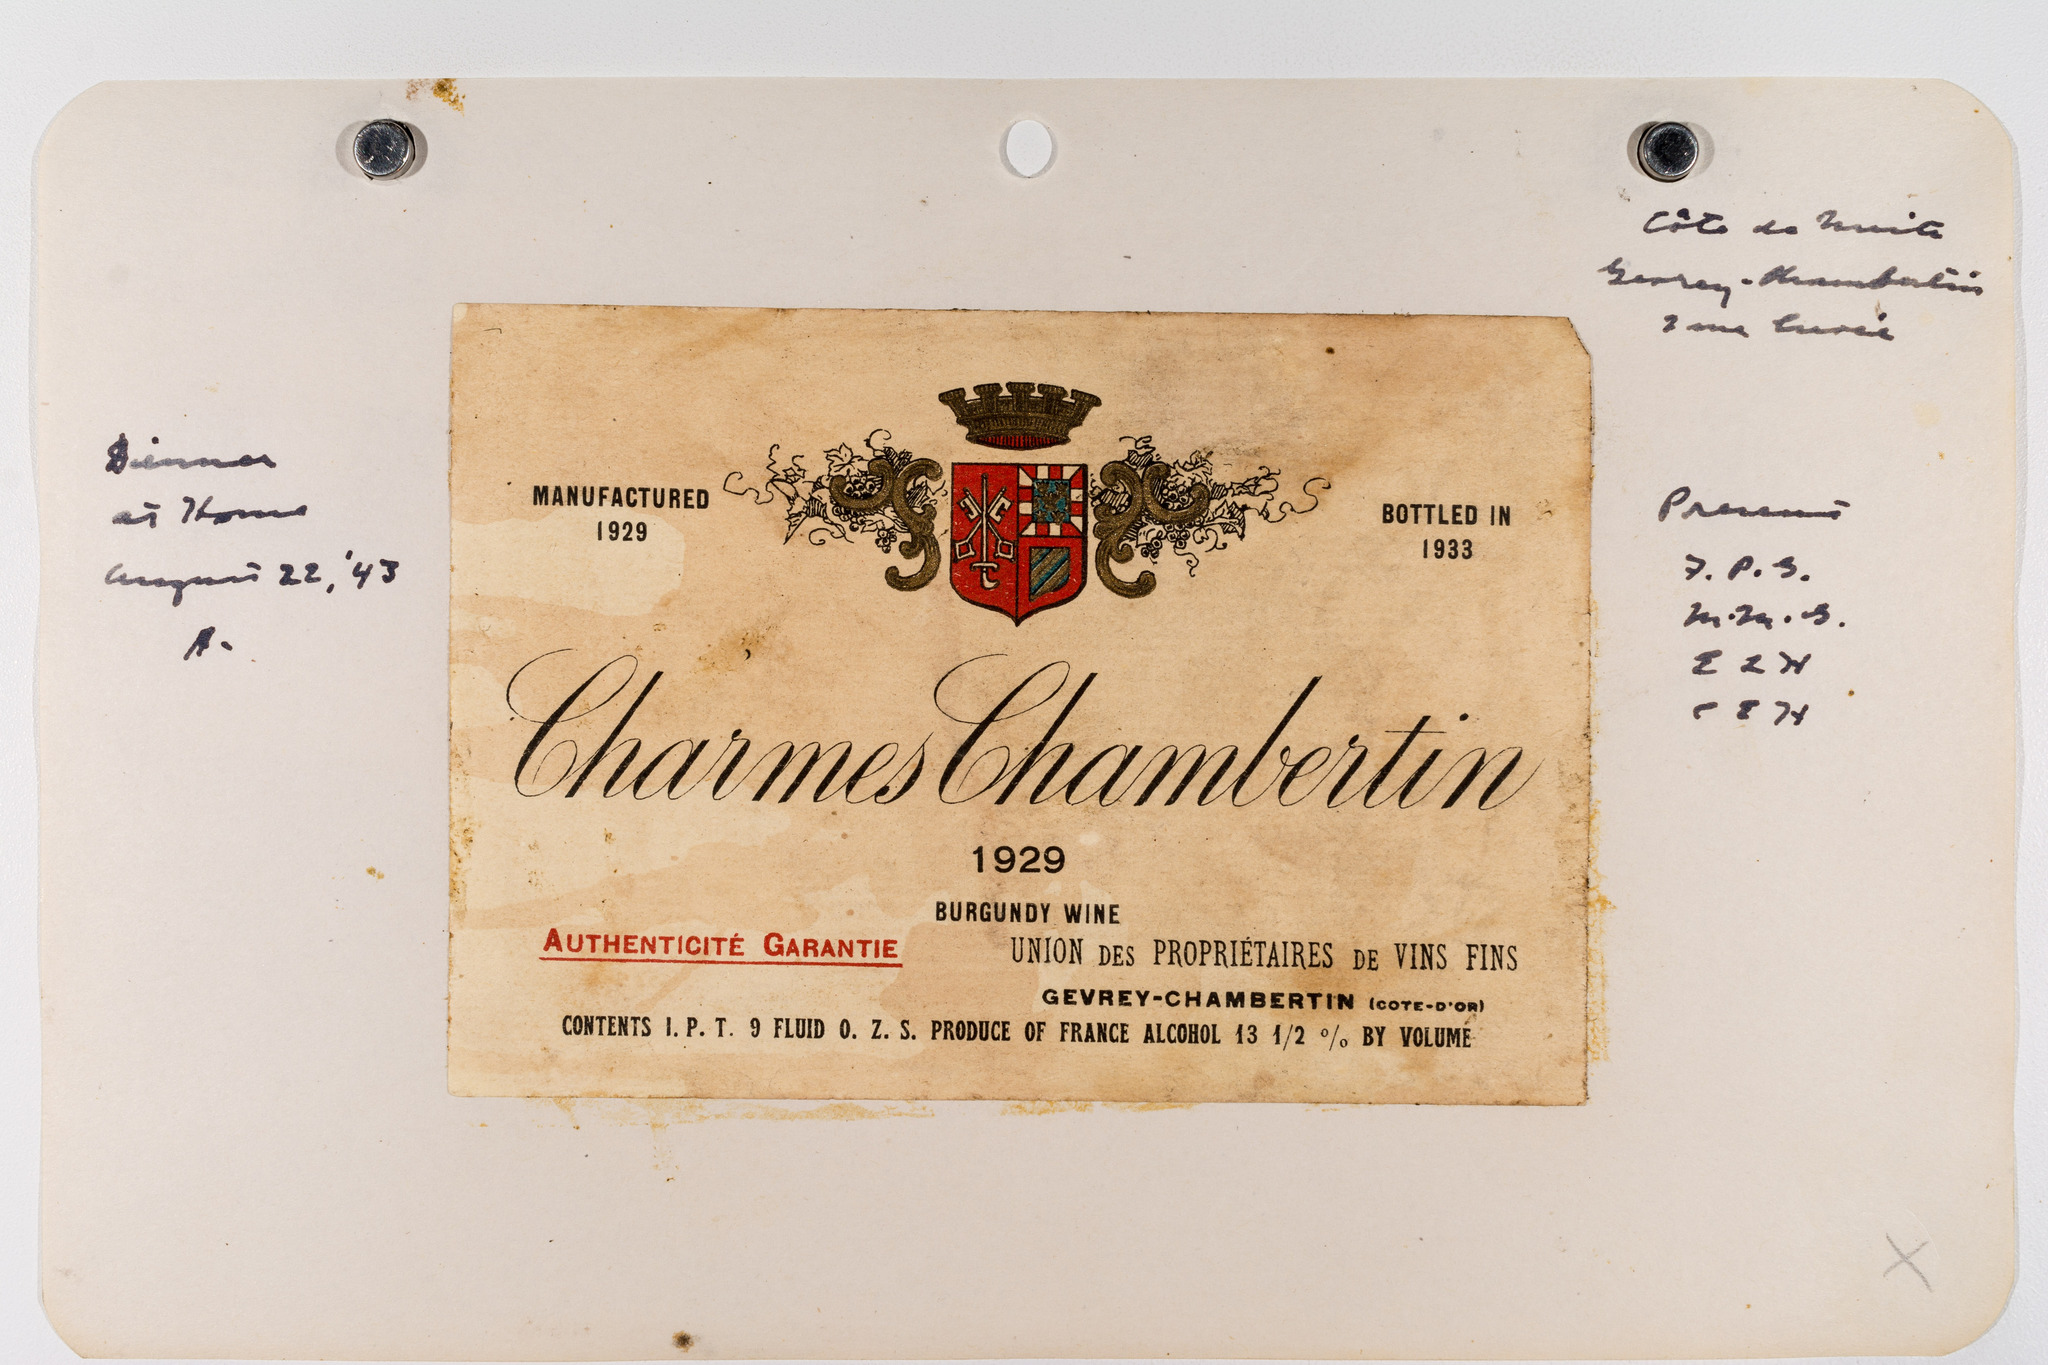 Côte de Nuits
Gevrey-Chambertin
2me Cuvée
Dinner
at Home
August 22, '43
A.
Present
F. P. G.
M. M. G.
E Z H
C E H
MANUFACTURED
1929
BOTTLED IN
1933
Charmes Chambertin
1929
BURGUNDY WINE
AUTHENTICITÉ GARANTIE
UNION DES PROPRIÉTAIRES DE VINS FINS
GEVREY-CHAMBERTIN (COTE-D'OR)
CONTENTS I. P. T. 9 FLUID O. Z. S. PRODUCE OF FRANCE ALCOHOL 13 1/2 % BY VOLUME
X